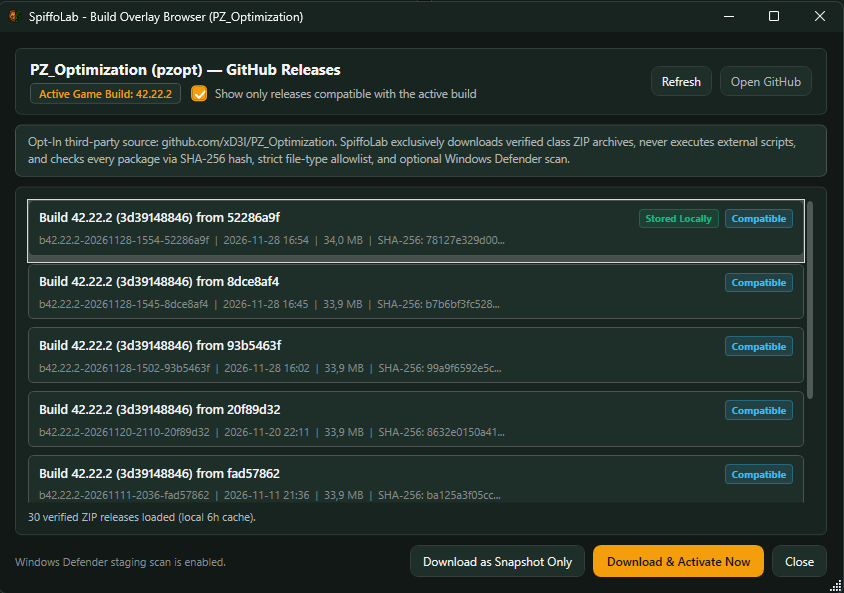 SpiffoLab - Build Overlay Browser (PZ_Optimization)
PZ_Optimization (pzopt) — GitHub Releases
Active Game Build: 42.22.2
Show only releases compatible with the active build
Refresh
Open GitHub
Opt-In third-party source: github.com/xD3I/PZ_Optimization. SpiffoLab exclusively downloads verified class ZIP archives, never executes external scripts,
and checks every package via SHA-256 hash, strict file-type allowlist, and optional Windows Defender scan.
Build 42.22.2 (3d39148846) from 52286a9f
Stored Locally
Compatible
b42.22.2-20261128-1554-52286a9f | 2026-11-28 16:54 | 34,0 MB | SHA-256: 78127e329d00...
Build 42.22.2 (3d39148846) from 8dce8af4
Compatible
b42.22.2-20261128-1545-8dce8af4 | 2026-11-28 16:45 | 33,9 MB | SHA-256: b7b6bf3fc528...
Build 42.22.2 (3d39148846) from 93b5463f
Compatible
b42.22.2-20261128-1502-93b5463f | 2026-11-28 16:02 | 33,9 MB | SHA-256: 99a9f6592e5c...
Build 42.22.2 (3d39148846) from 20f89d32
Compatible
b42.22.2-20261120-2110-20f89d32 | 2026-11-20 22:11 | 33,9 MB | SHA-256: 8632e0150a41...
Build 42.22.2 (3d39148846) from fad57862
Compatible
b42.22.2-20261111-2036-fad57862 | 2026-11-11 21:36 | 33,9 MB | SHA-256: ba125a3f05cc...
30 verified ZIP releases loaded (local 6h cache).
Windows Defender staging scan is enabled.
Download as Snapshot Only
Download & Activate Now
Close